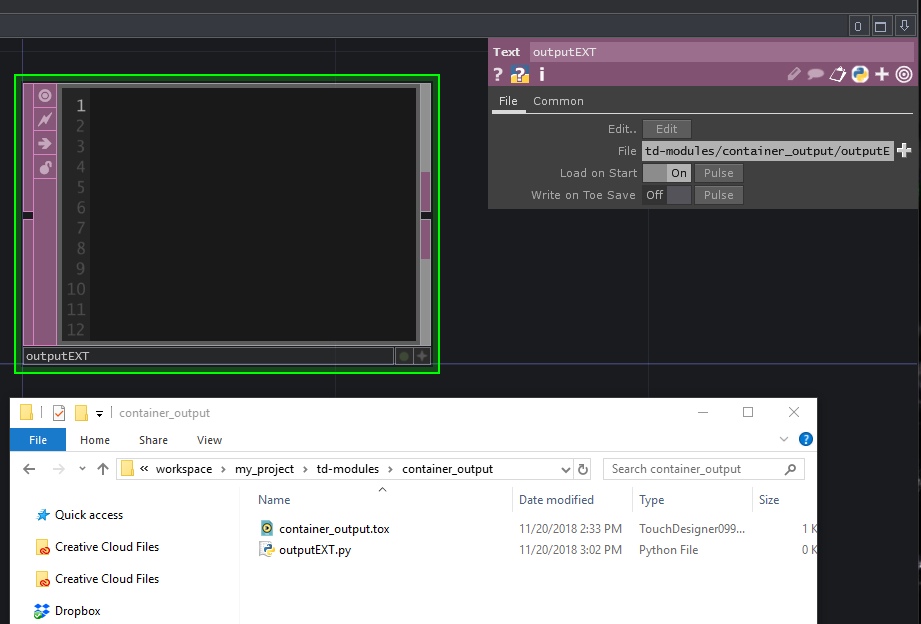 Text outputEXT
? ? i
File Common
Edit.. Edit
File td-modules/container_output/outputE
Load on Start On Pulse
Write on Toe Save Off Pulse
1
2
3
4
5
6
7
8
9
10
11
12
outputEXT
container_output
File Home Share View
« workspace > my_project > td-modules > container_output
Search container_output
Name Date modified Type Size
Quick access
Creative Cloud Files
Creative Cloud Files
Dropbox
container_output.tox 11/20/2018 2:33 PM TouchDesigner099... 1 K
outputEXT.py 11/20/2018 3:02 PM Python File 0 K